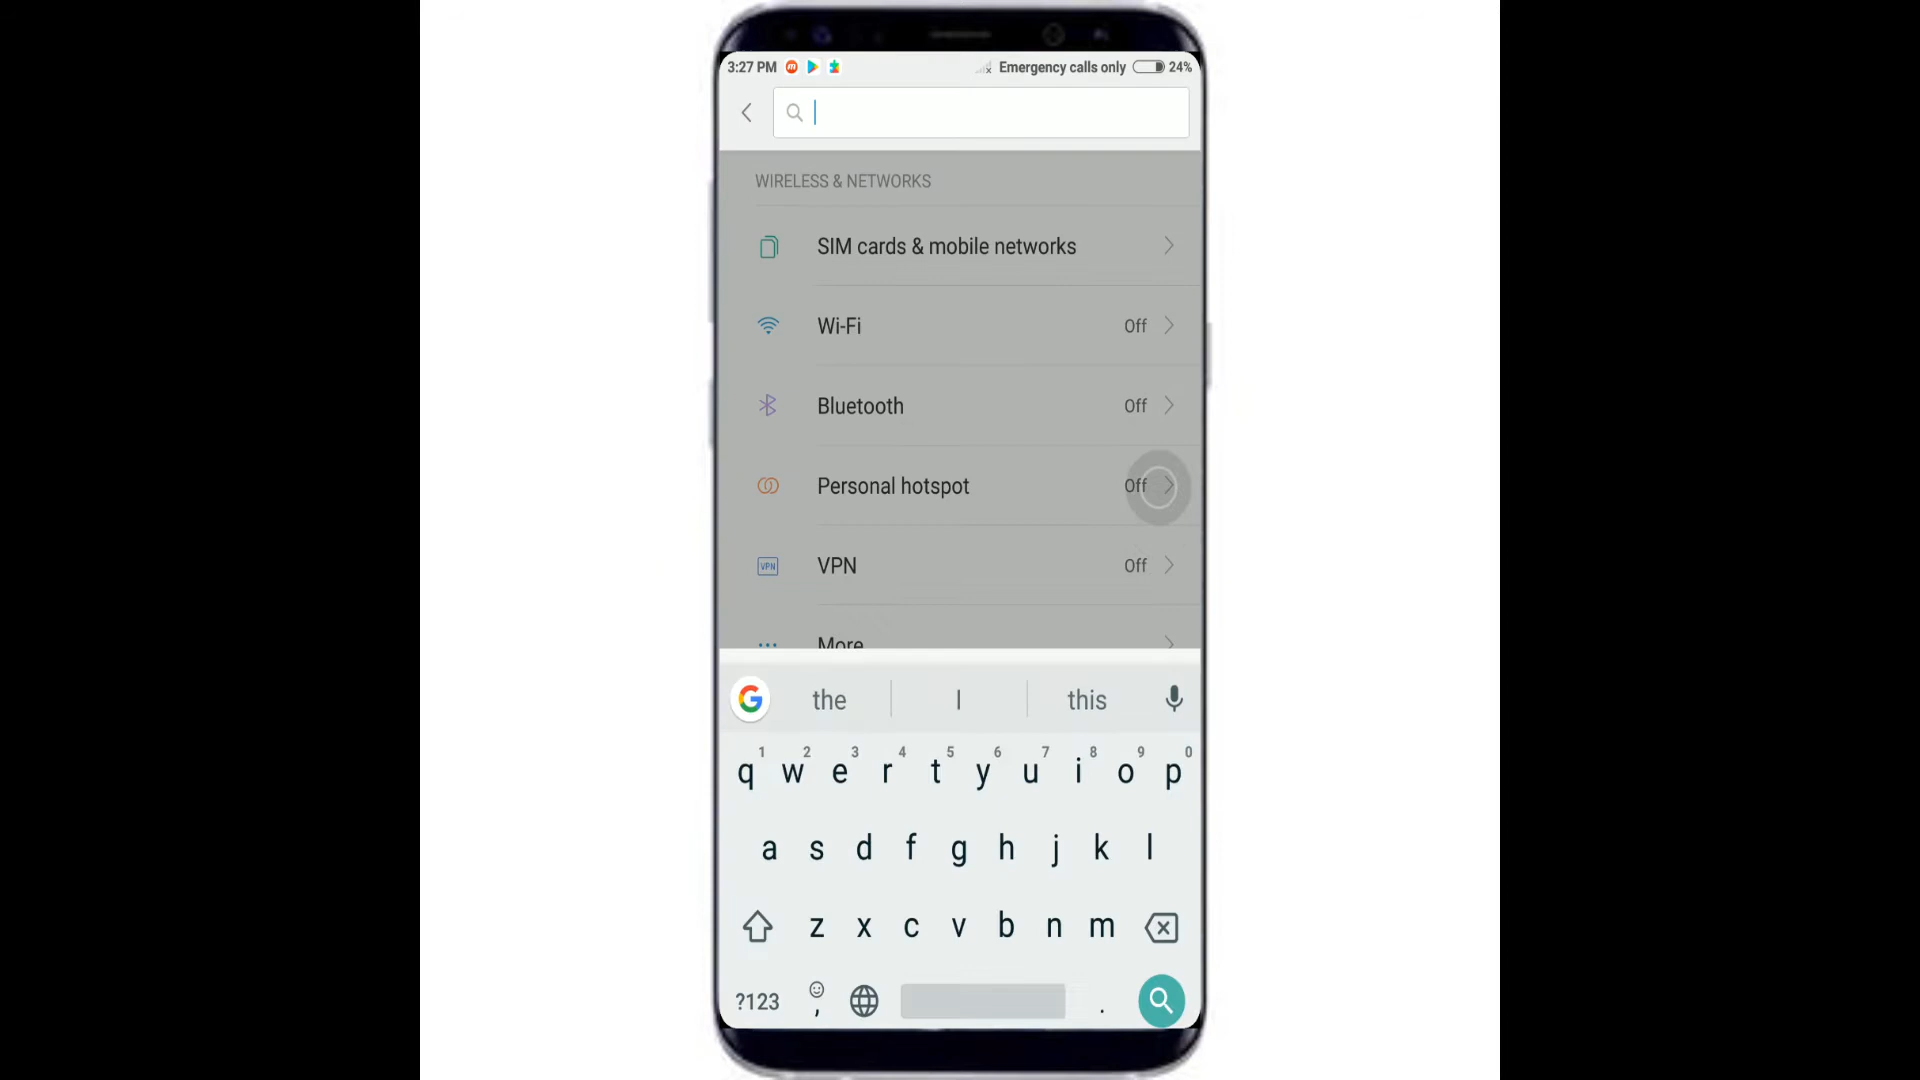 3:27 PM Emergency calls only 24%
WIRELESS & NETWORKS
SIM cards & mobile networks
Wi-Fi Off
Bluetooth Off
Personal hotspot Off
VPN VPN Off
More
G the I this
1 2 3 4 5 6 7 8 9 0
q w e r t y u i o p
a s d f g h j k l
z x c v b n m
?123 , .